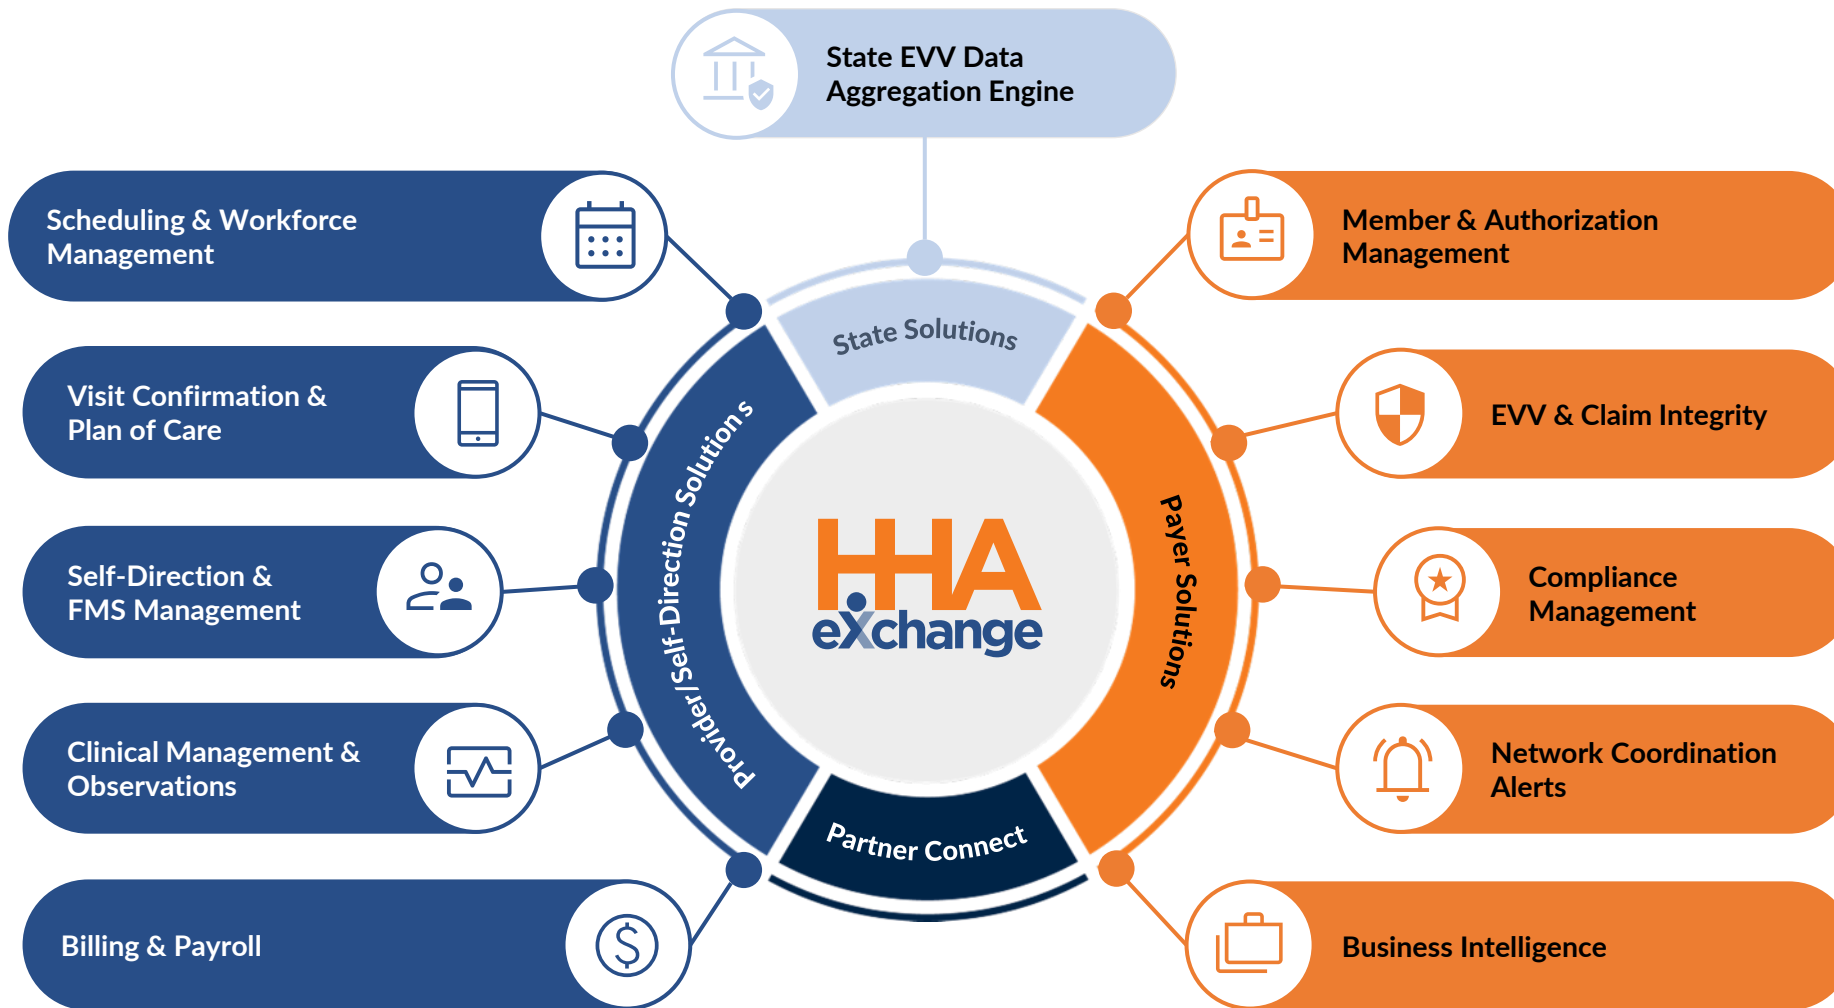 State EVV Data
Aggregation Engine
Scheduling & Workforce
Management
Visit Confirmation &
Plan of Care
Self-Direction &
FMS Management
Clinical Management &
Observations
Billing & Payroll
State Solutions
Provider/Self-Direction Solutions
HHA
eXchange
Payer Solutions
Partner Connect
Member & Authorization
Management
EVV & Claim Integrity
Compliance
Management
Network Coordination
Alerts
Business Intelligence